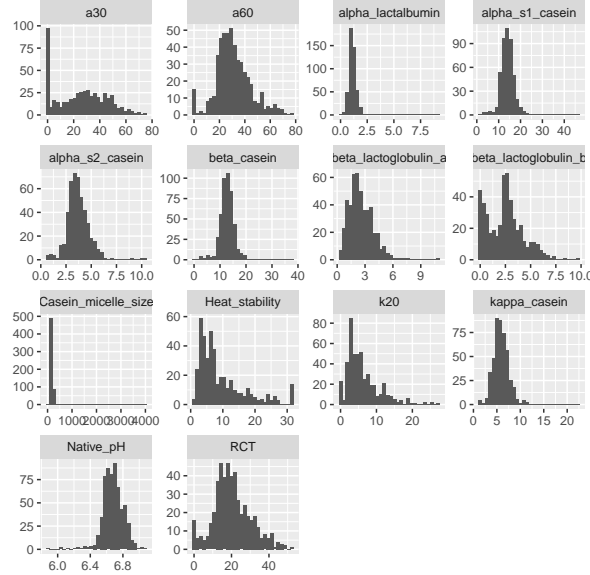 a30 a60 alpha_lactalbumin alpha_s1_casein
100 75 50 25 0
50 40 30 20 10 0
150 100 50 0
90 60 30 0
0 20 40 60 80
0 20 40 60 80
0.0 2.5 5.0 7.5
0 10 20 30 40
alpha_s2_casein beta_casein beta_lactoglobulin_a beta_lactoglobulin_b
60 40 20 0
100 75 50 25 0
60 40 20 0
40 20 0
0.0 2.5 5.0 7.5 10.0
0 10 20 30 40
3 6 9
0.0 2.5 5.0 7.5 10.0
Casein_micelle_size Heat_stability k20 kappa_casein
500 400 300 200 100 0
60 40 20 0
80 60 40 20 0
75 50 25 0
0 1000 2000 3000 4000
0 10 20 30
0 10 20
0 5 10 15 20
Native_pH RCT
75 50 25 0
40 30 20 10 0
6.0 6.4 6.8
0 20 40